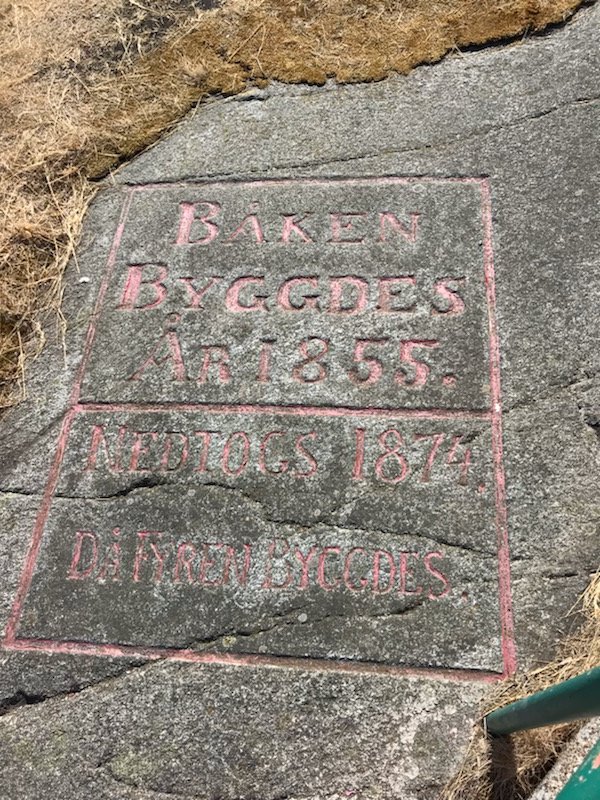 BÅKEN
BYGGDES
ÅR 1855.
NEDTOGS 1874.
DÅ FYREN BYGGDES